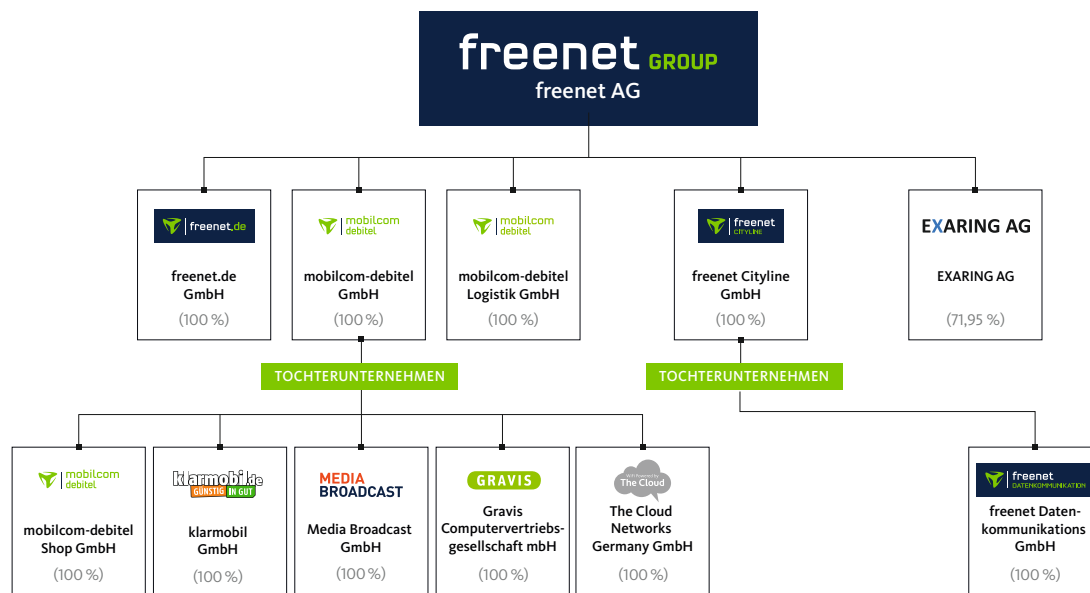 freenet GROUP
freenet AG
freenet.de
freenet.de
GmbH
(100 %)
mobilcom
debitel
mobilcom-debitel
GmbH
(100 %)
mobilcom
debitel
mobilcom-debitel
Logistik GmbH
(100 %)
freenet
CITYLINE
freenet Cityline
GmbH
(100 %)
EXARING AG
EXARING AG
(71,95 %)
TOCHTERUNTERNEHMEN
TOCHTERUNTERNEHMEN
mobilcom
debitel
mobilcom-debitel
Shop GmbH
(100 %)
klarmobil.de
GÜNSTIG IN GUT
klarmobil
GmbH
(100 %)
MEDIA
BROADCAST
Media Broadcast
GmbH
(100 %)
GRAVIS
Gravis
Computervertriebs-
gesellschaft mbH
(100 %)
WiFi Powered by
The Cloud
The Cloud
Networks
Germany GmbH
(100 %)
freenet
DATENKOMMUNIKATION
freenet Daten-
kommunikations
GmbH
(100 %)